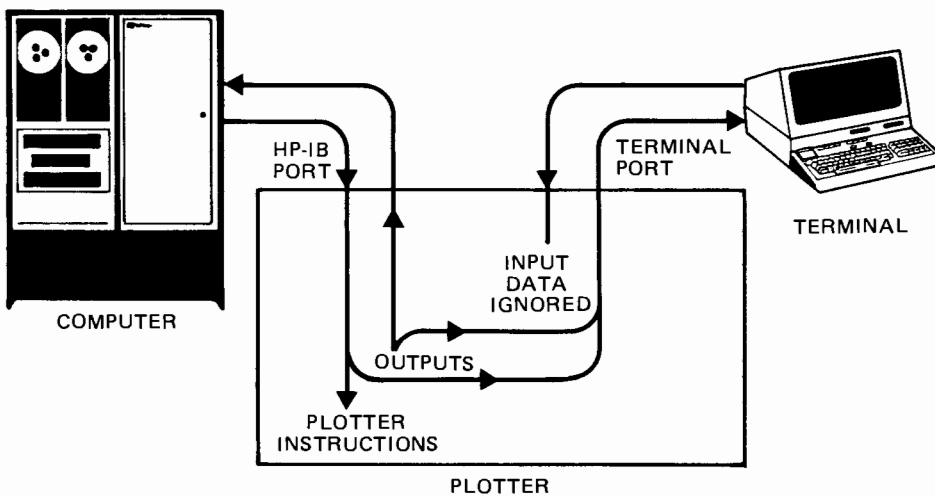 HP-IB
PORT
TERMINAL
PORT
TERMINAL
INPUT
DATA
IGNORED
COMPUTER
OUTPUTS
PLOTTER
INSTRUCTIONS
PLOTTER